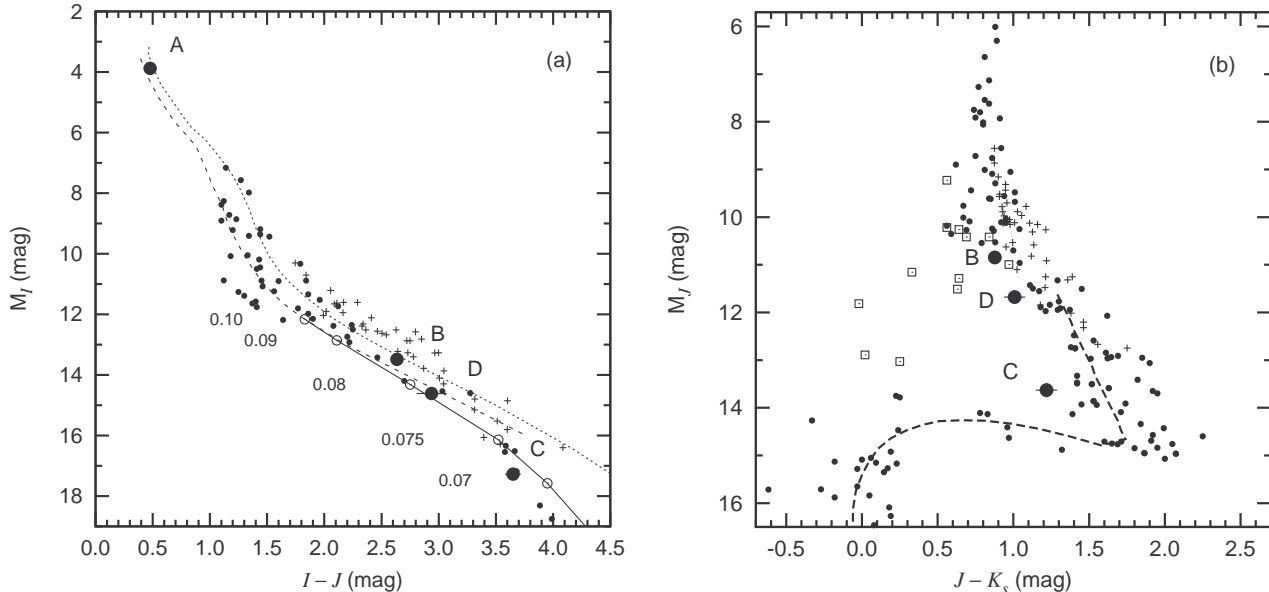 A
(a)
2
4
6
8
10
12
14
16
18
M_I (mag)
0.10
0.09
0.08
0.075
0.07
B
D
C
0.0 0.5 1.0 1.5 2.0 2.5 3.0 3.5 4.0 4.5
I – J (mag)
(b)
6
8
10
12
14
16
M_J (mag)
B
D
C
-0.5 0.0 0.5 1.0 1.5 2.0 2.5
J – K_s (mag)